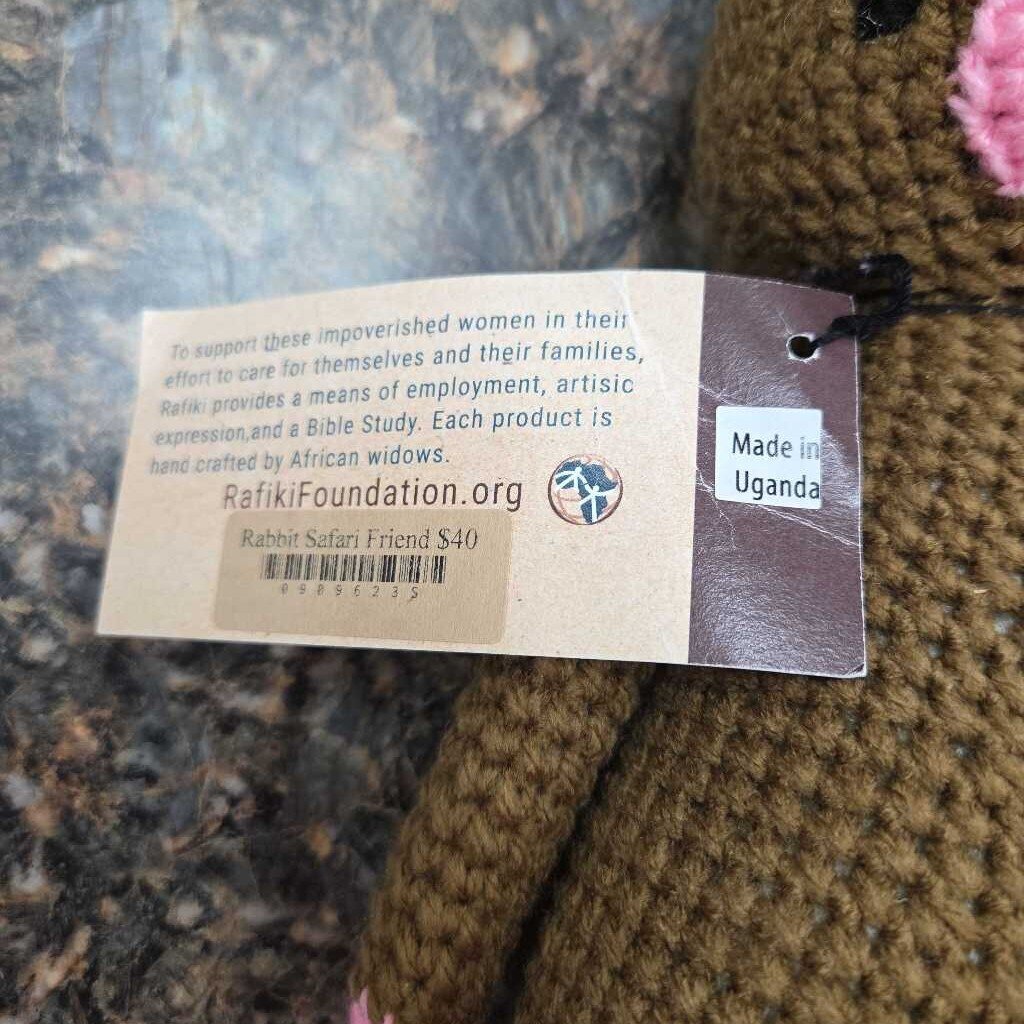 To support these impoverished women in their
effort to care for themselves and their families,
Rafiki provides a means of employment, artisic
expression,and a Bible Study. Each product is
hand crafted by African widows.
RafikiFoundation.org
Rabbit Safari Friend $40
0909623S
Made in
Uganda